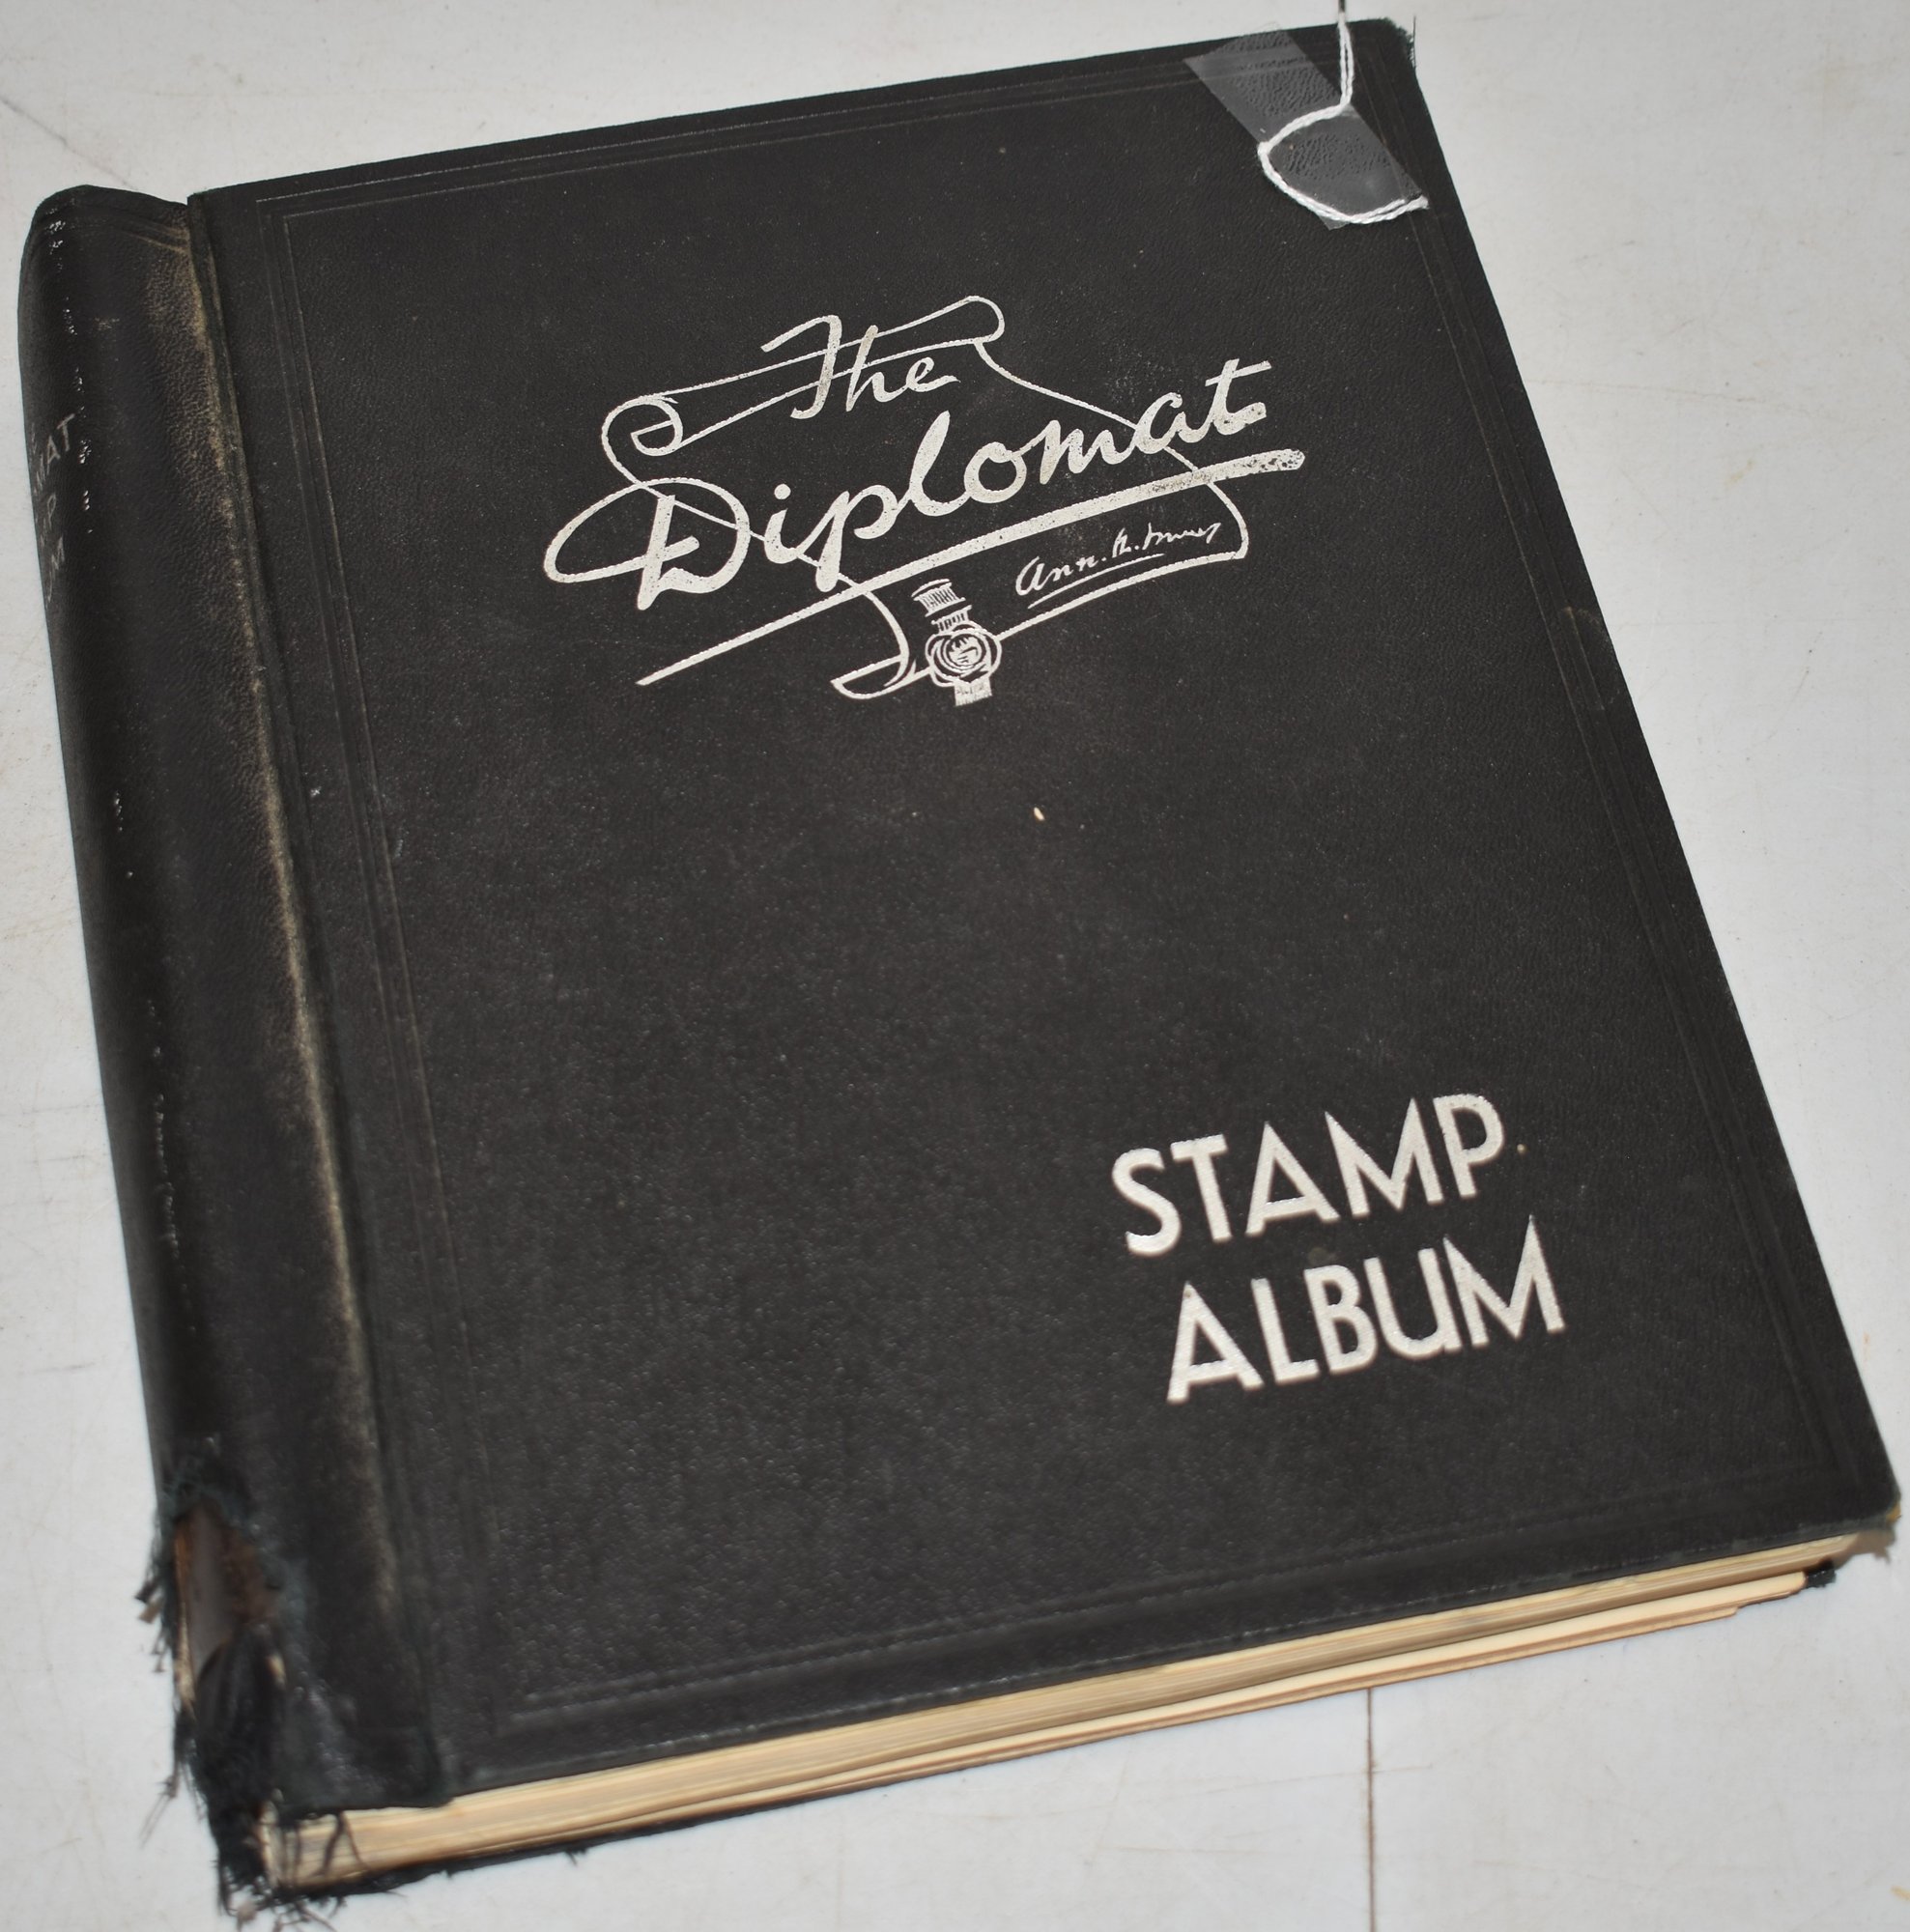 The
Diplomat
STAMP
ALBUM